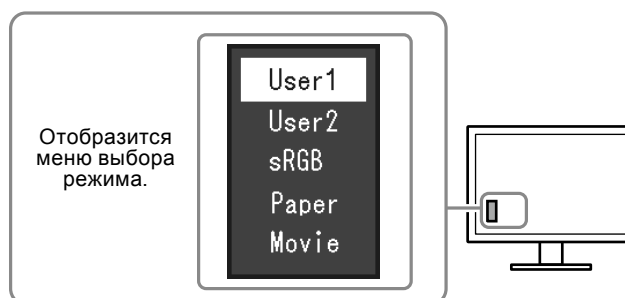 Отобразится
меню выбора
режима.
User1
User2
sRGB
Paper
Movie